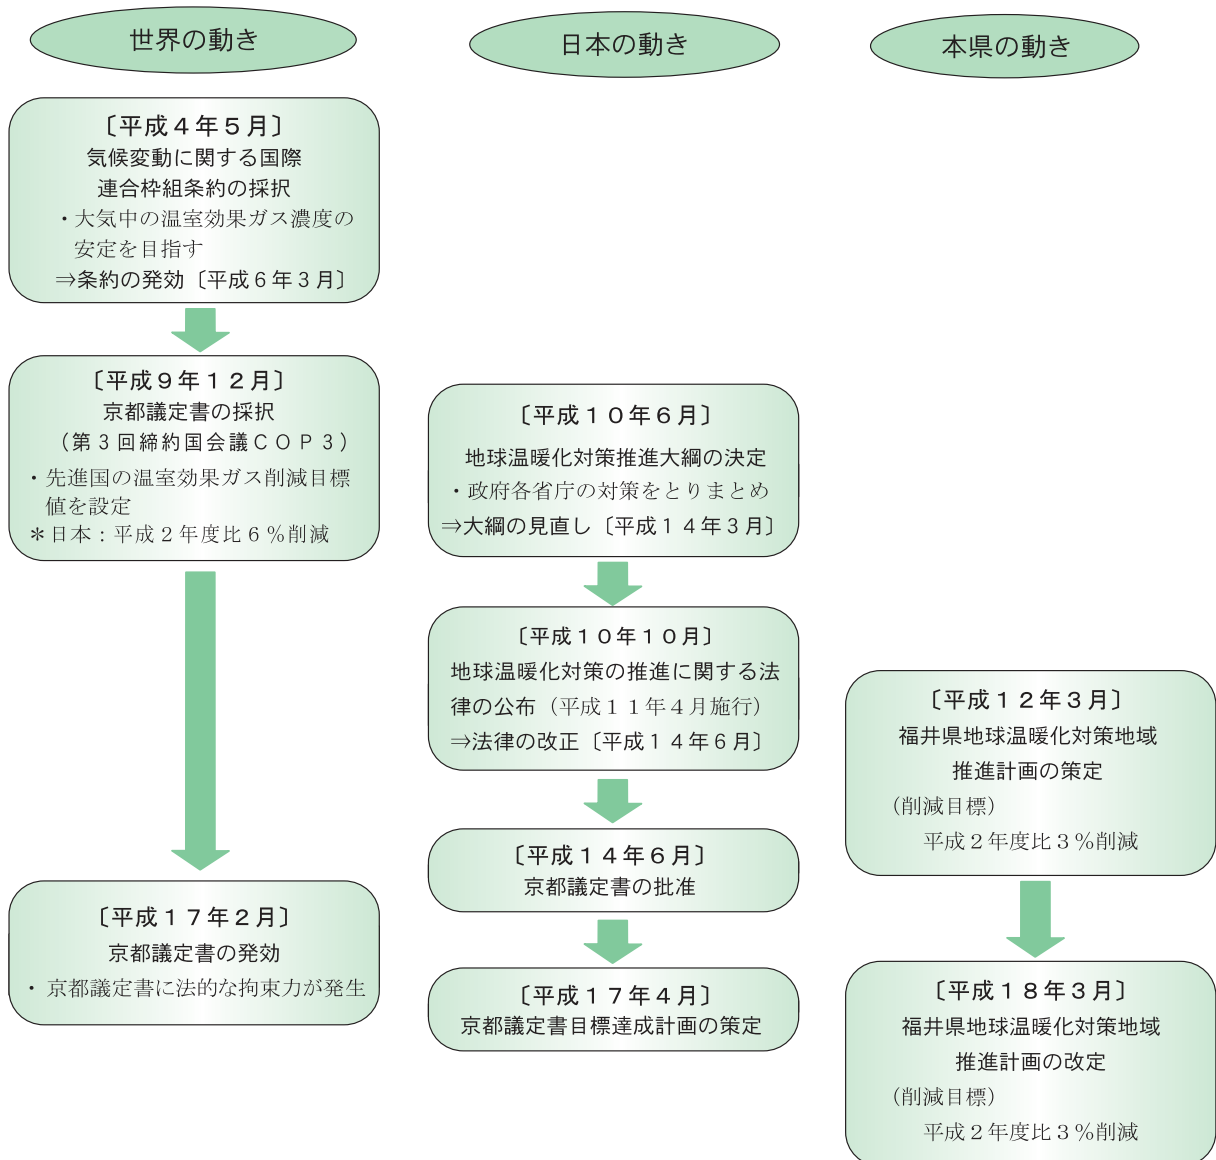 世界の動き
日本の動き
本県の動き
〔平成４年５月〕
気候変動に関する国際
連合枠組条約の採択
・大気中の温室効果ガス濃度の
安定を目指す
⇒条約の発効〔平成６年３月〕
〔平成９年１２月〕
京都議定書の採択
（第３回締約国会議ＣＯＰ３）
・先進国の温室効果ガス削減目標
値を設定
＊日本：平成２年度比６％削減
〔平成１７年２月〕
京都議定書の発効
・京都議定書に法的な拘束力が発生
〔平成１０年６月〕
地球温暖化対策推進大綱の決定
・政府各省庁の対策をとりまとめ
⇒大綱の見直し〔平成１４年３月〕
〔平成１０年１０月〕
地球温暖化対策の推進に関する法
律の公布（平成１１年４月施行）
⇒法律の改正〔平成１４年６月〕
〔平成１４年６月〕
京都議定書の批准
〔平成１７年４月〕
京都議定書目標達成計画の策定
〔平成１２年３月〕
福井県地球温暖化対策地域
推進計画の策定
（削減目標）
平成２年度比３％削減
〔平成１８年３月〕
福井県地球温暖化対策地域
推進計画の改定
（削減目標）
平成２年度比３％削減